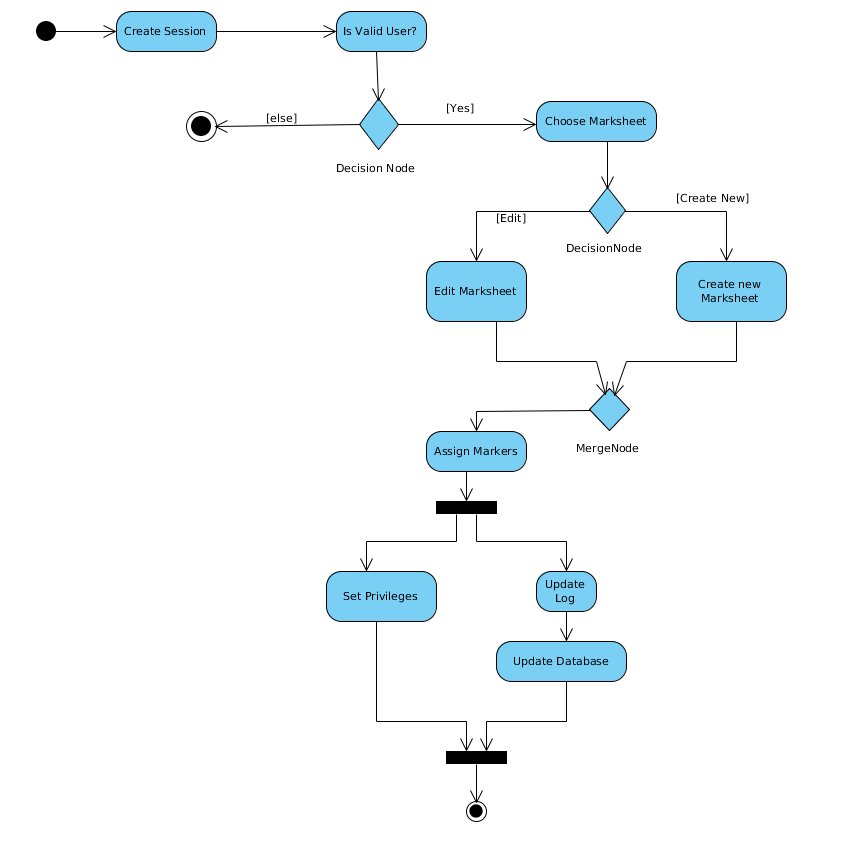 Create Session
Is Valid User?
[else]
[Yes]
Choose Marksheet
Decision Node
[Create New]
[Edit]
DecisionNode
Edit Marksheet
Create new
Marksheet
MergeNode
Assign Markers
Set Privileges
Update
Log
Update Database